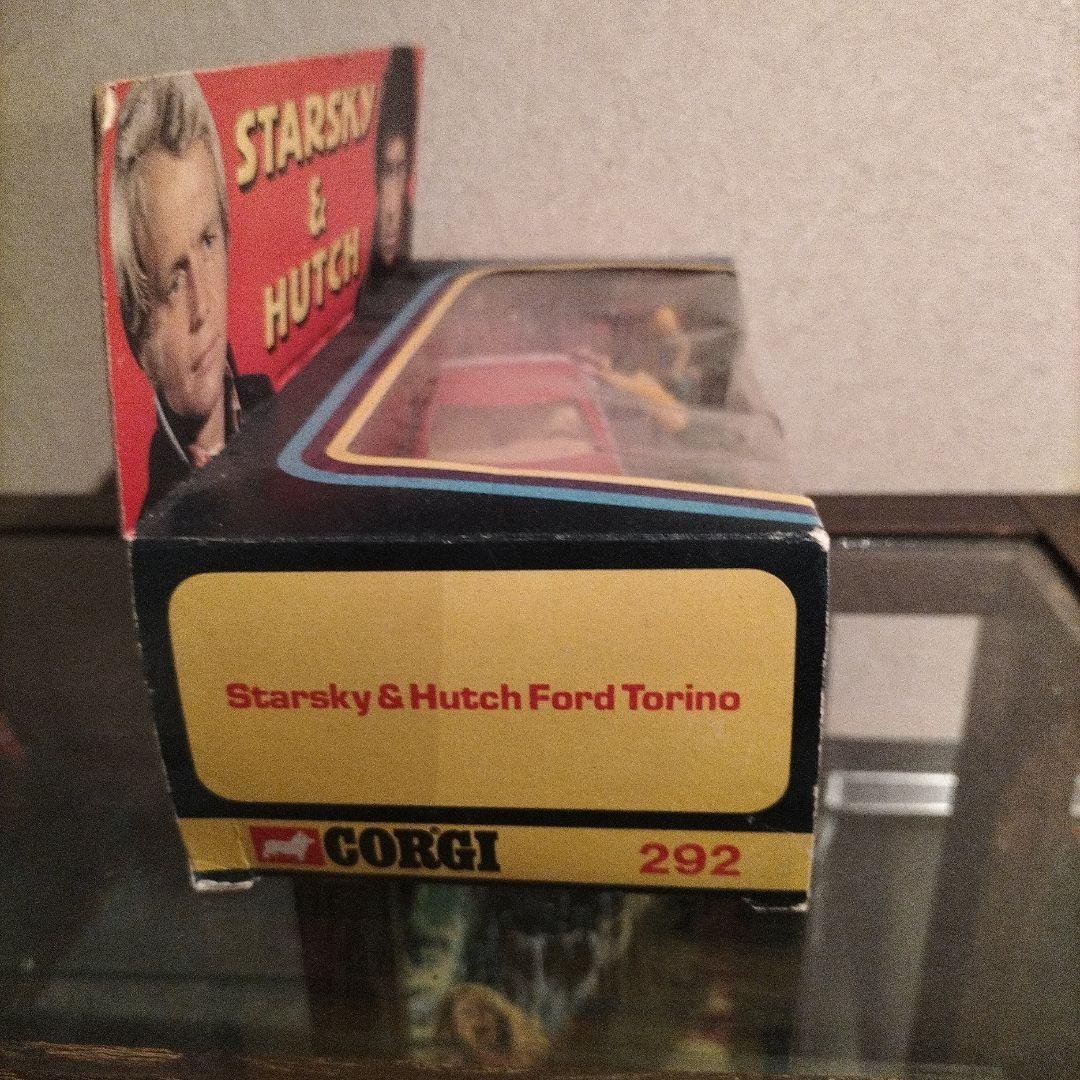 STARSKY
&
HUTCH
Starsky & Hutch Ford Torino
CORGI 292